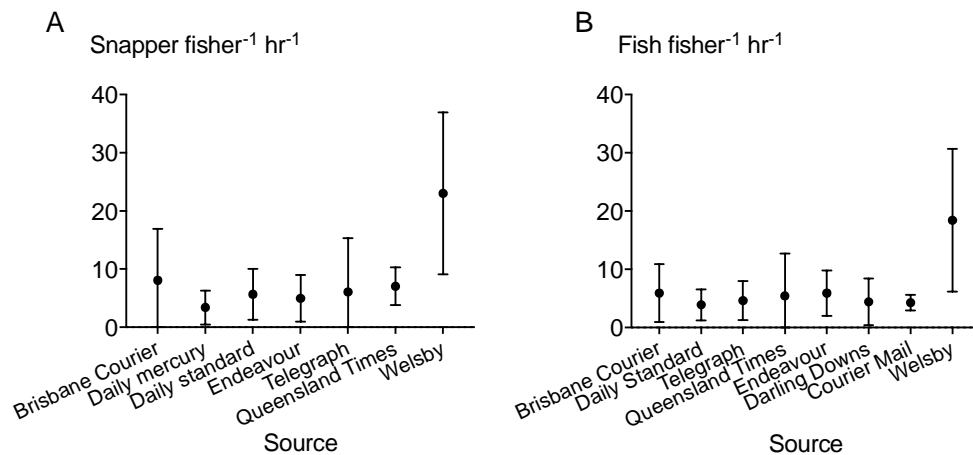 A
Snapper fisher⁻¹ hr⁻¹
40
30
20
10
0
Brisbane Courier
Daily mercury
Daily standard
Endeavour
Telegraph
Queensland Times
Welsby
Source
B
Fish fisher⁻¹ hr⁻¹
40
30
20
10
0
Brisbane Courier
Daily Standard
Telegraph
Queensland Times
Endeavour
Darling Downs
Courier Mail
Welsby
Source